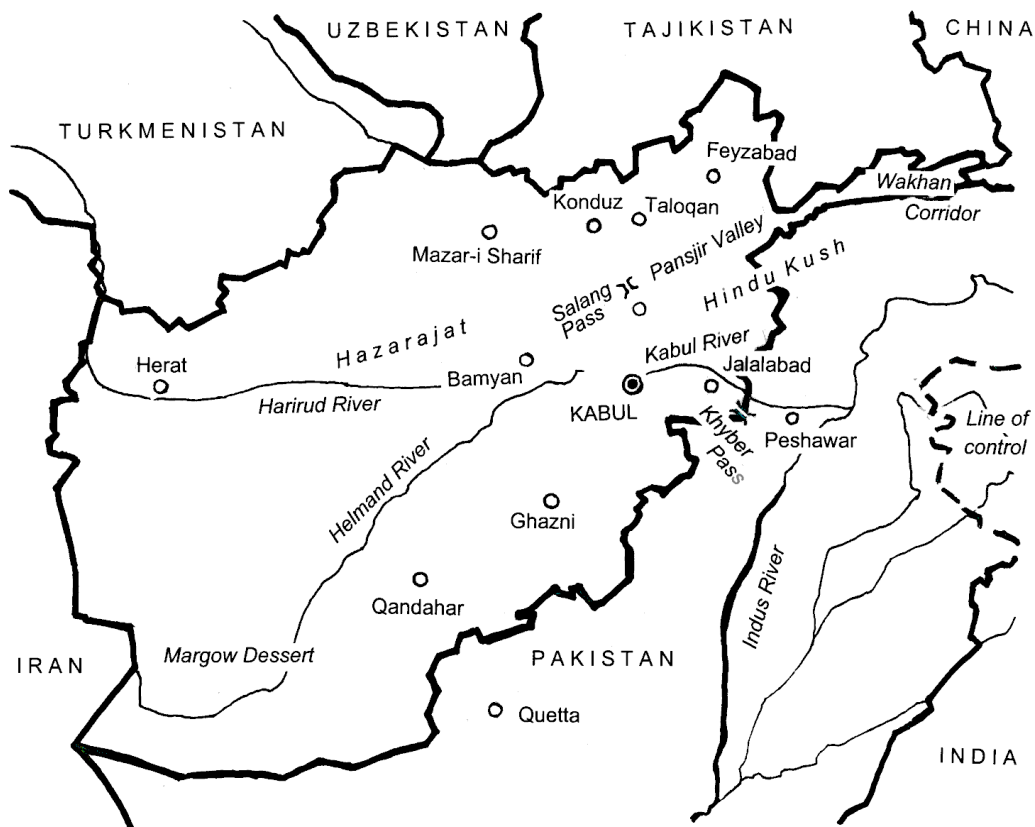 UZBEKISTAN
TAJIKISTAN
CHINA
TURKMENISTAN
Feyzabad
Wakhan
Corridor
Konduz
Taloqan
Mazar-i Sharif
Pansjir Valley
Salang
Pass
Hindu Kush
Hazarajat
Kabul River
Herat
Bamyan
Jalalabad
Harirud River
KABUL
Khyber
Pass
Peshawar
Line of
control
Helmand River
Ghazni
Indus River
Qandahar
Margow Dessert
IRAN
PAKISTAN
Quetta
INDIA